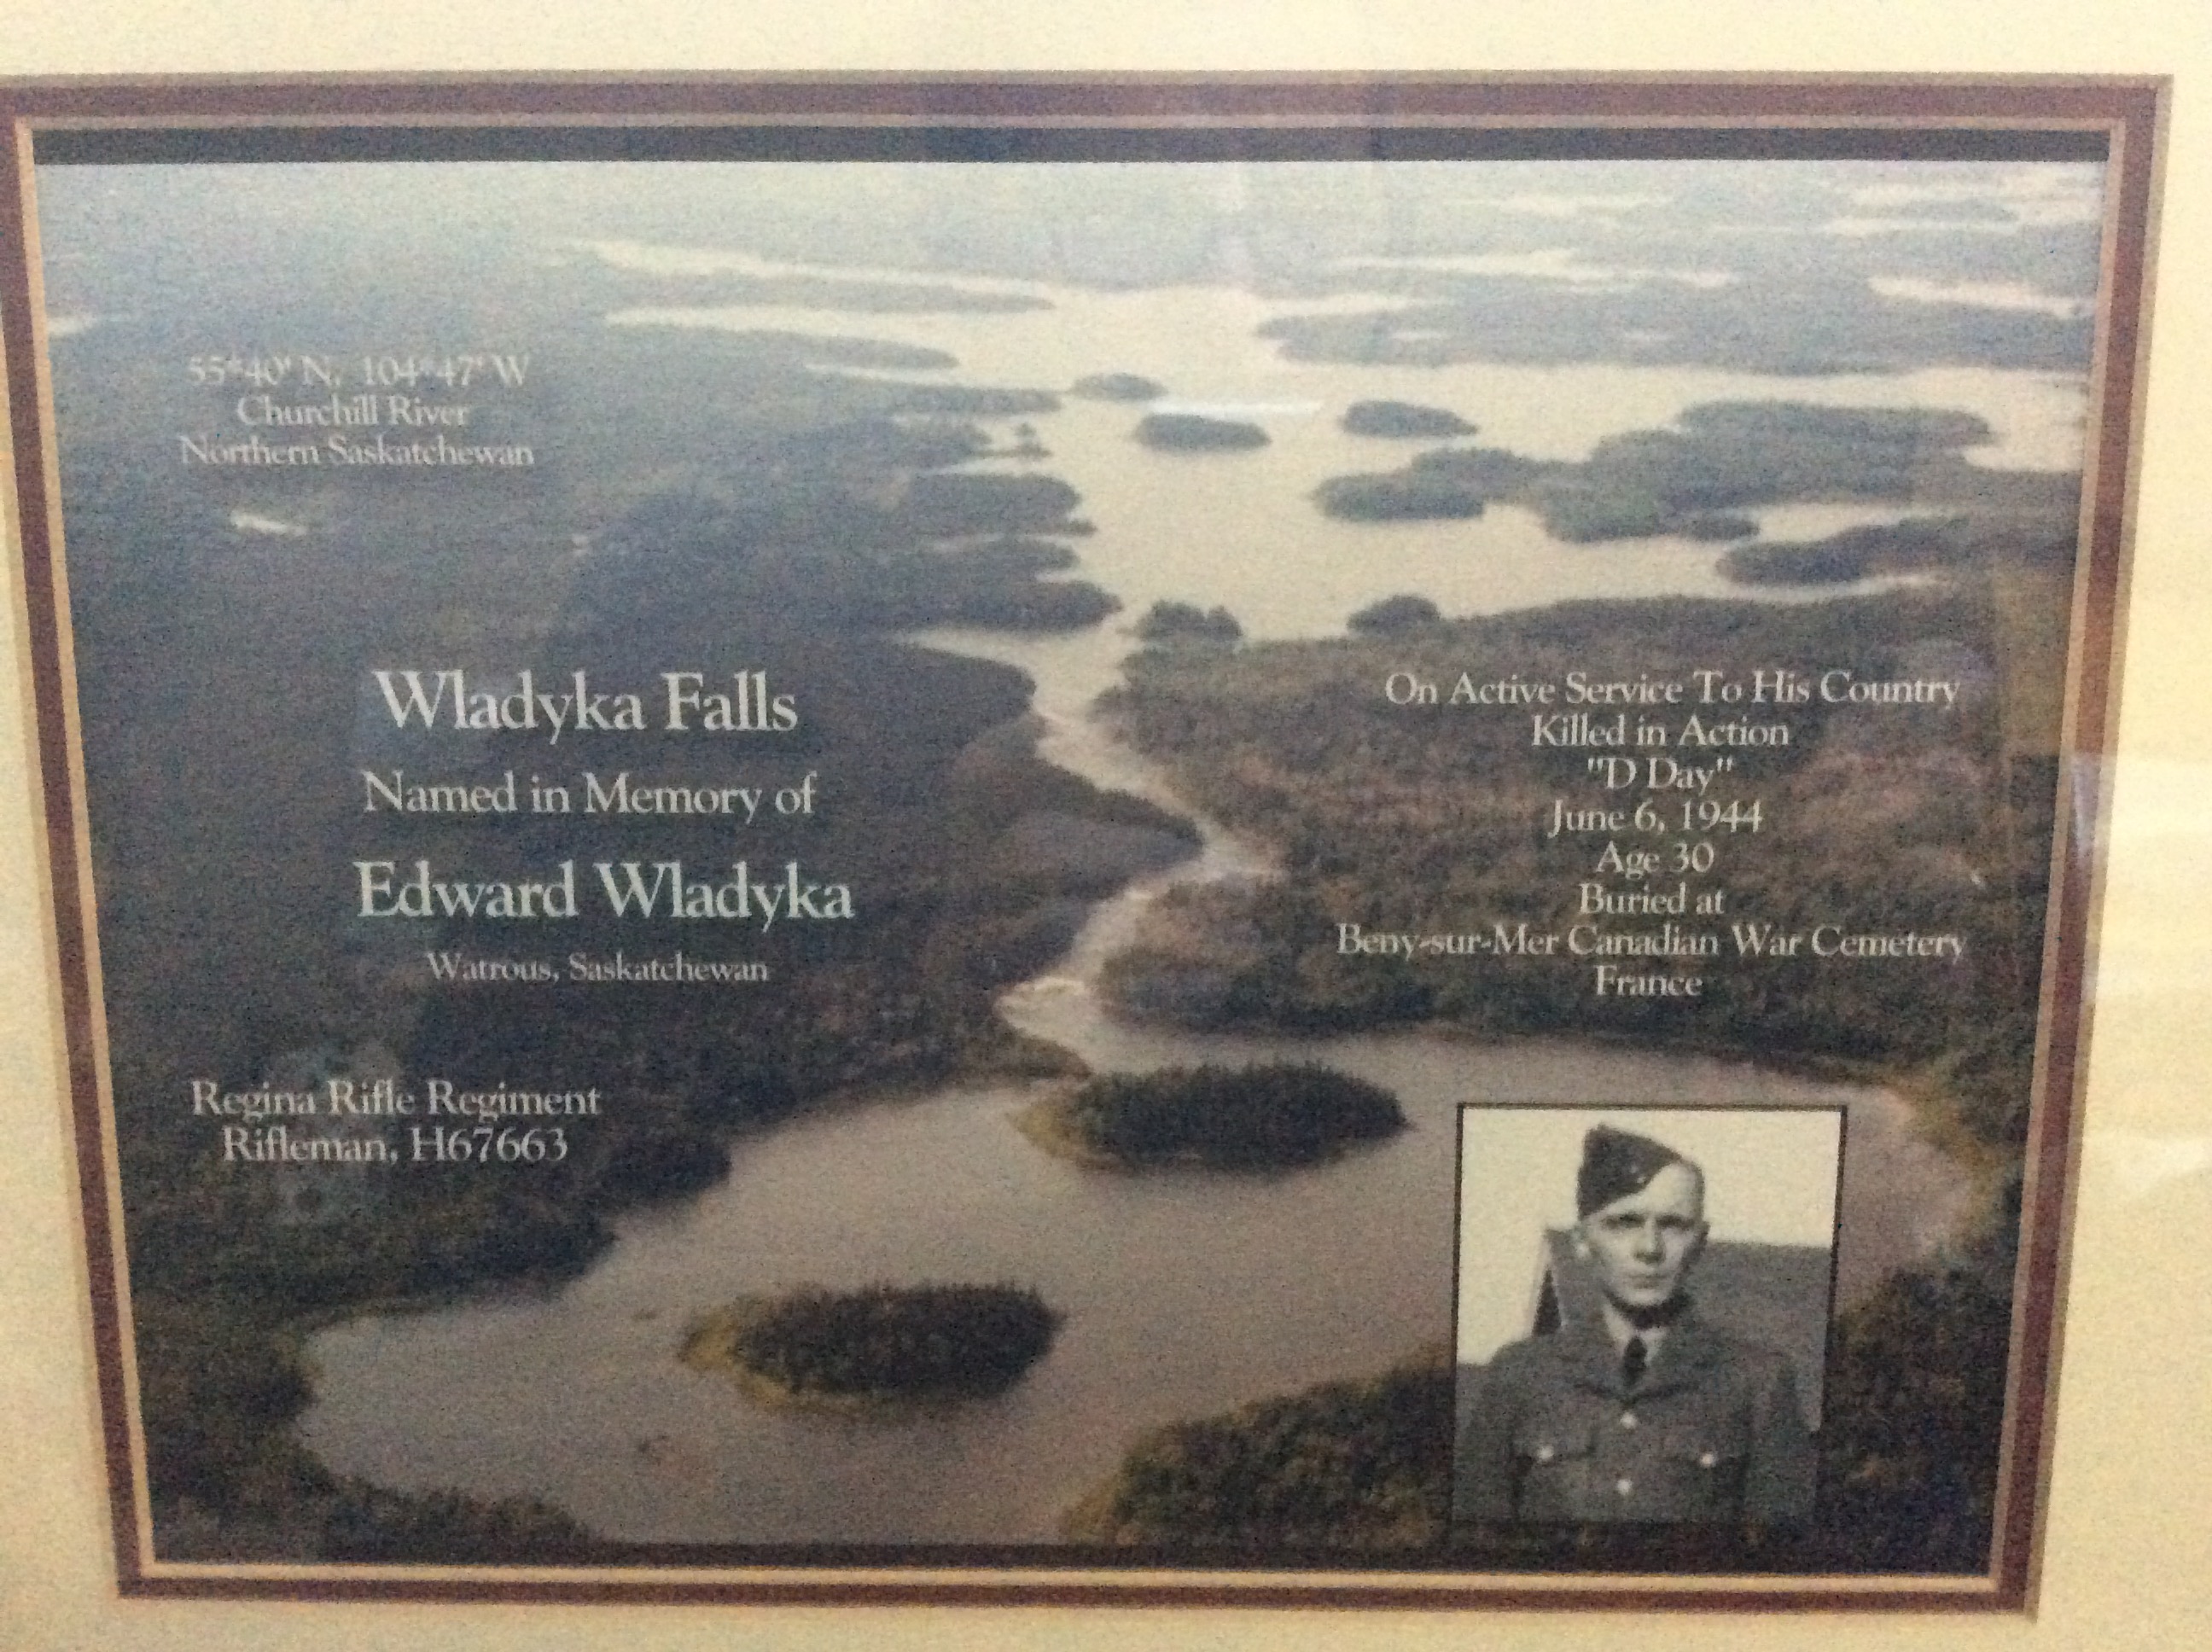 55°40' N, 104°47' W
Churchill River
Northern Saskatchewan
Wladyka Falls
Named in Memory of
Edward Wladyka
Watrous, Saskatchewan
Regina Rifle Regiment
Rifleman, H67663
On Active Service To His Country
Killed in Action
"D Day"
June 6, 1944
Age 30
Buried at
Beny-sur-Mer Canadian War Cemetery
France